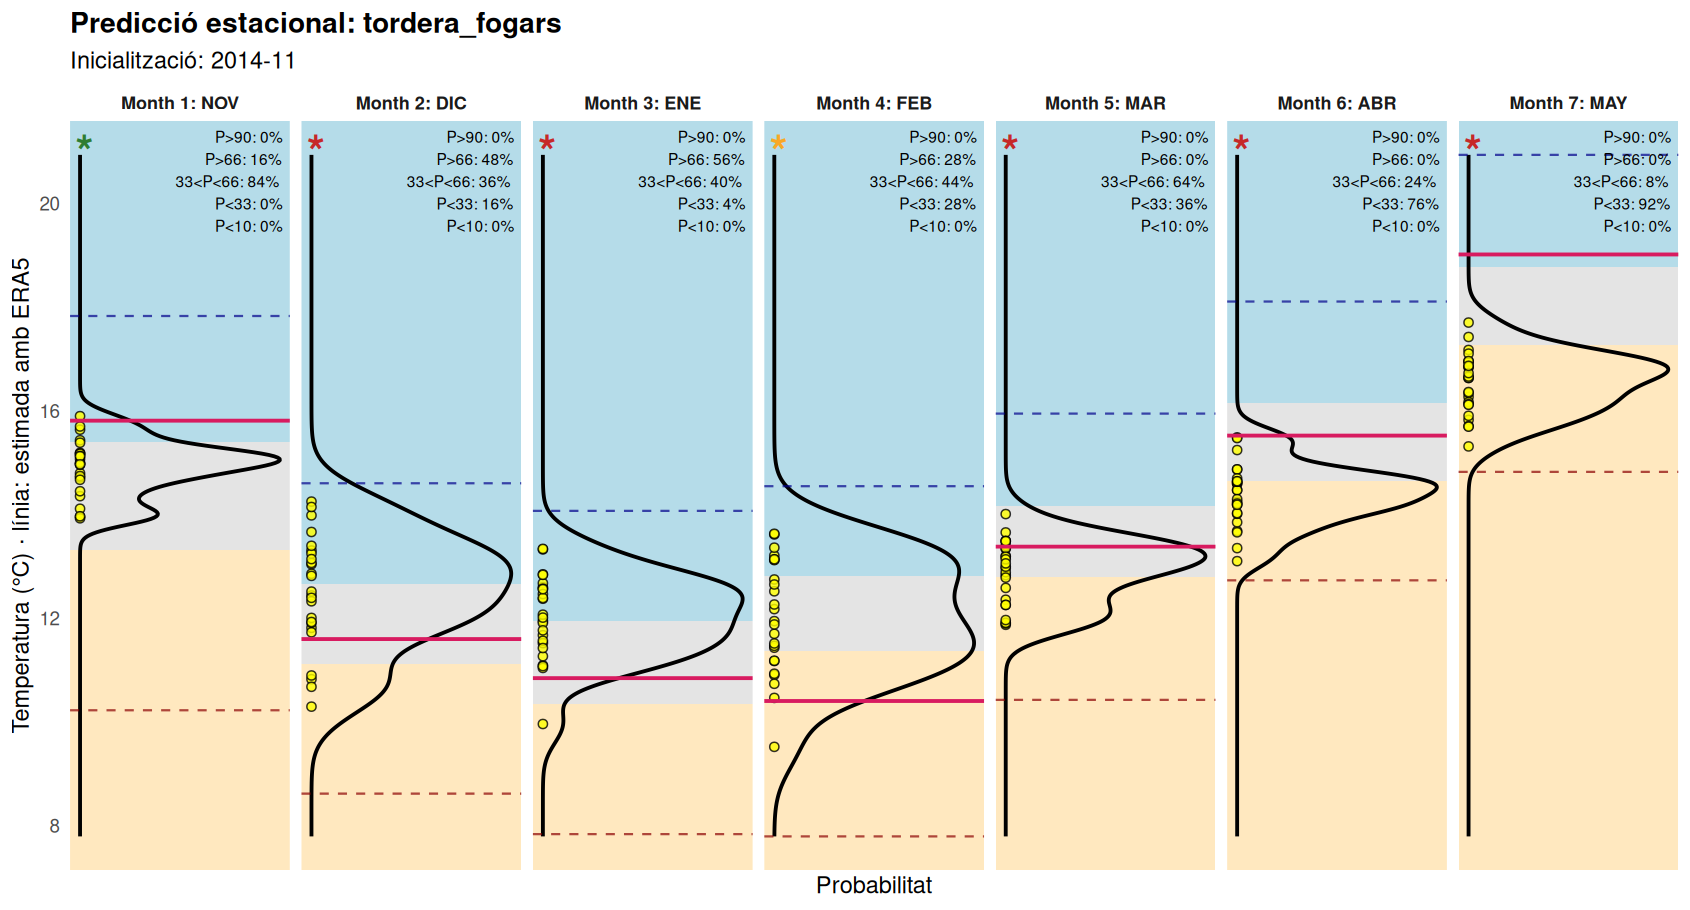 Predicció estacional: tordera_fogars
Inicialització: 2014-11
Month 1: NOV
Month 2: DIC
Month 3: ENE
Month 4: FEB
Month 5: MAR
Month 6: ABR
Month 7: MAY
*
P>90: 0%
P>66: 16%
33<P<66: 84%
P<33: 0%
P<10: 0%
*
P>90: 0%
P>66: 48%
33<P<66: 36%
P<33: 16%
P<10: 0%
*
P>90: 0%
P>66: 56%
33<P<66: 40%
P<33: 4%
P<10: 0%
*
P>90: 0%
P>66: 28%
33<P<66: 44%
P<33: 28%
P<10: 0%
*
P>90: 0%
P>66: 0%
33<P<66: 64%
P<33: 36%
P<10: 0%
*
P>90: 0%
P>66: 0%
33<P<66: 24%
P<33: 76%
P<10: 0%
*
P>90: 0%
P>66: 0%
33<P<66: 8%
P<33: 92%
P<10: 0%
20
16
12
8
Temperatura (°C) · línia: estimada amb ERA5
Probabilitat